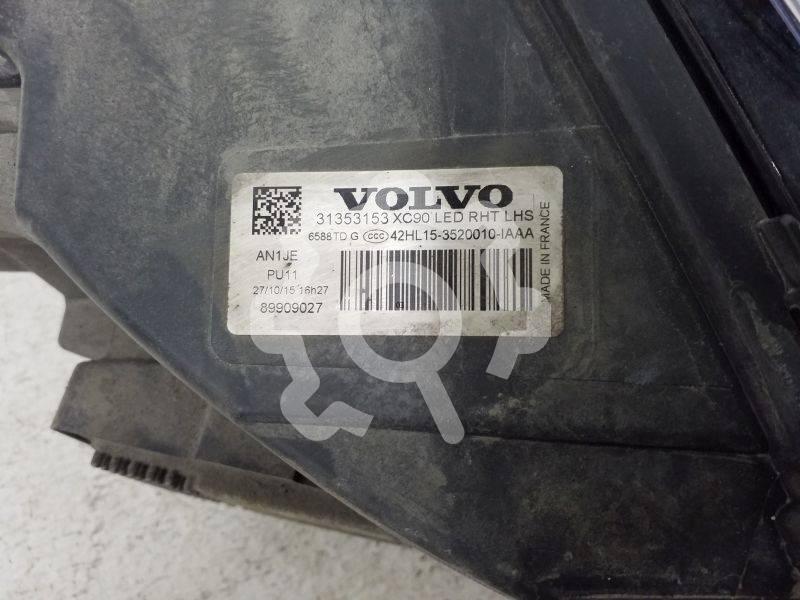 VOLVO
31353153 XC90 LED RHT LHS
6588TD G CCC 42HL15-3520010-IAAA
AN1JE
PU11
27/10/15 16h27
89909027
03
MADE IN FRANCE